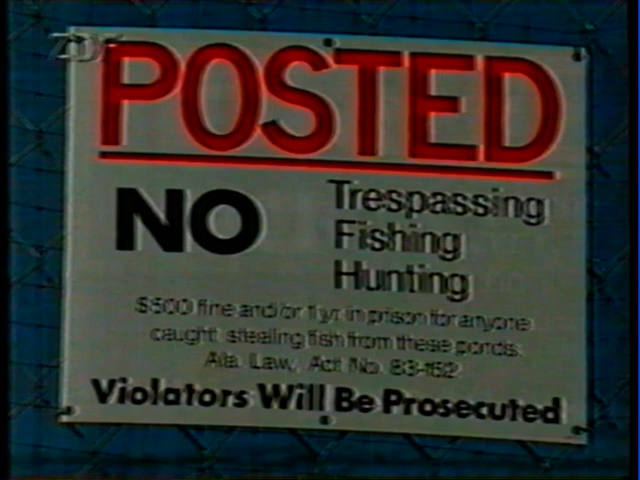 ZDF
POSTED
NO Trespassing
Fishing
Hunting
$500 fine and/or 1 yr. in prison for anyone
caught stealing fish from these ponds.
Ala. Law, Act No. 83-152
Violators Will Be Prosecuted